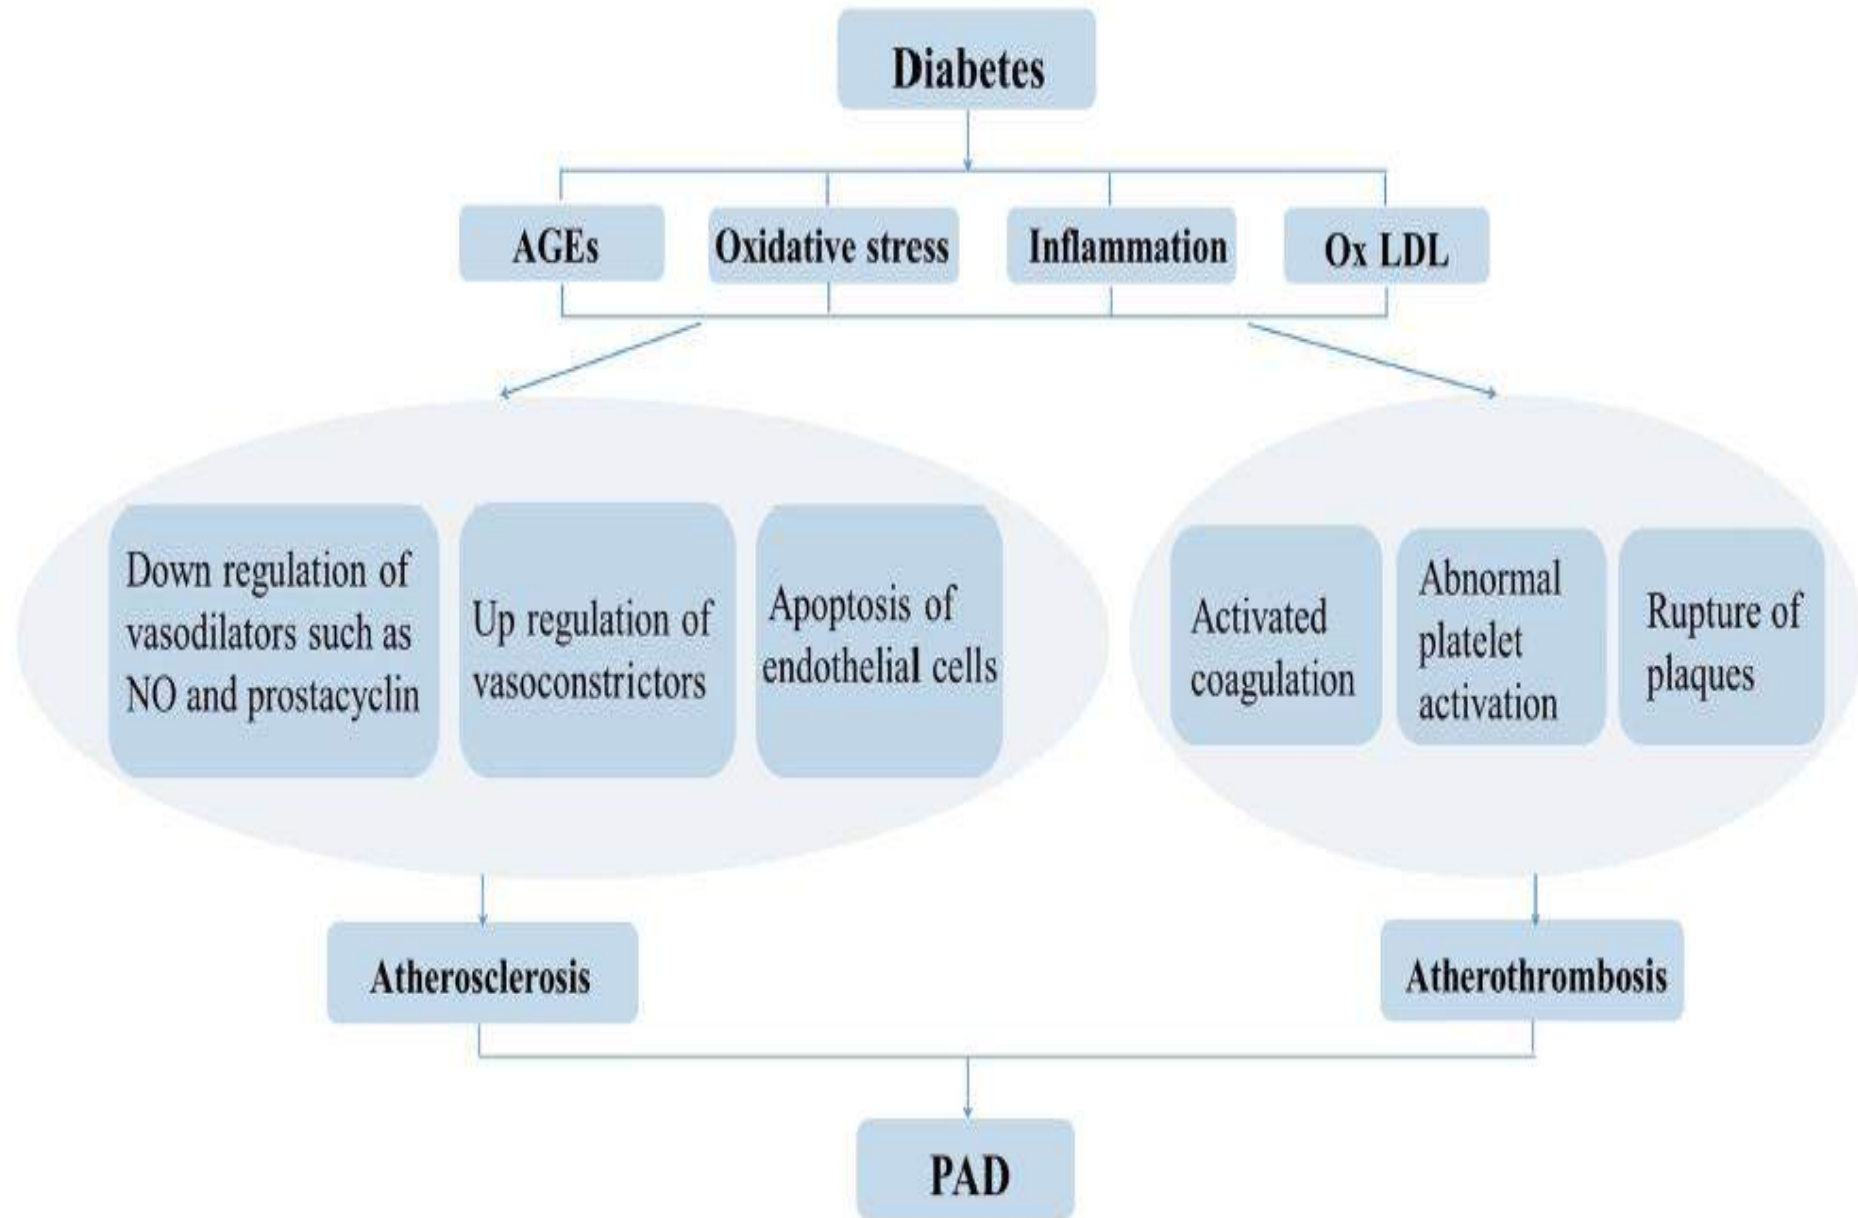 Diabetes
AGEs
Oxidative stress
Inflammation
Ox LDL
Down regulation of
vasodilators such as
NO and prostacyclin
Up regulation of
vasoconstrictors
Apoptosis of
endothelial cells
Activated
coagulation
Abnormal
platelet
activation
Rupture of
plaques
Atherosclerosis
Atherothrombosis
PAD